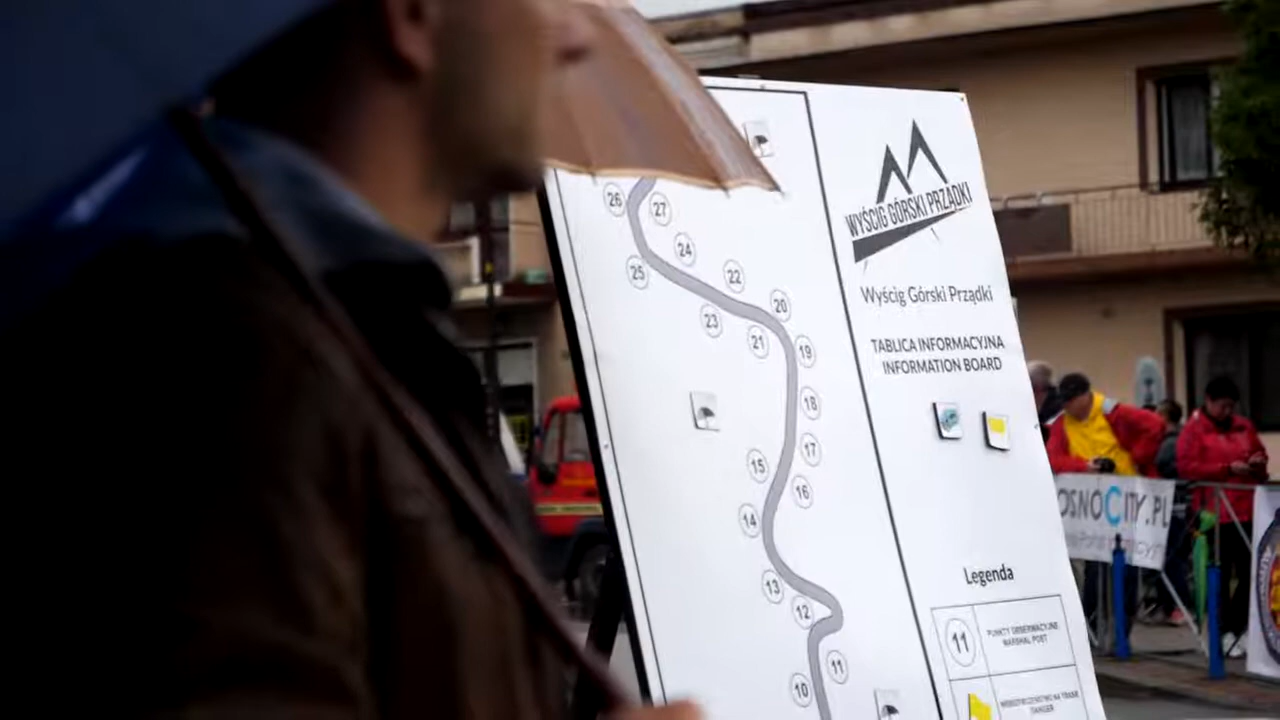 26
27
24
25
22
20
23
21
19
18
17
15
16
14
13
12
11
10
WYŚCIG GÓRSKI PRZĄDKI
Wyścig Górski Prządki
TABLICA INFORMACYJNA
INFORMATION BOARD
Legenda
11
PUNKTY OBSERWACYJNE
MARSHAL POST
NIEBEZPIECZEŃSTWO NA TRASIE
DANGER
OSNOCITY.PL